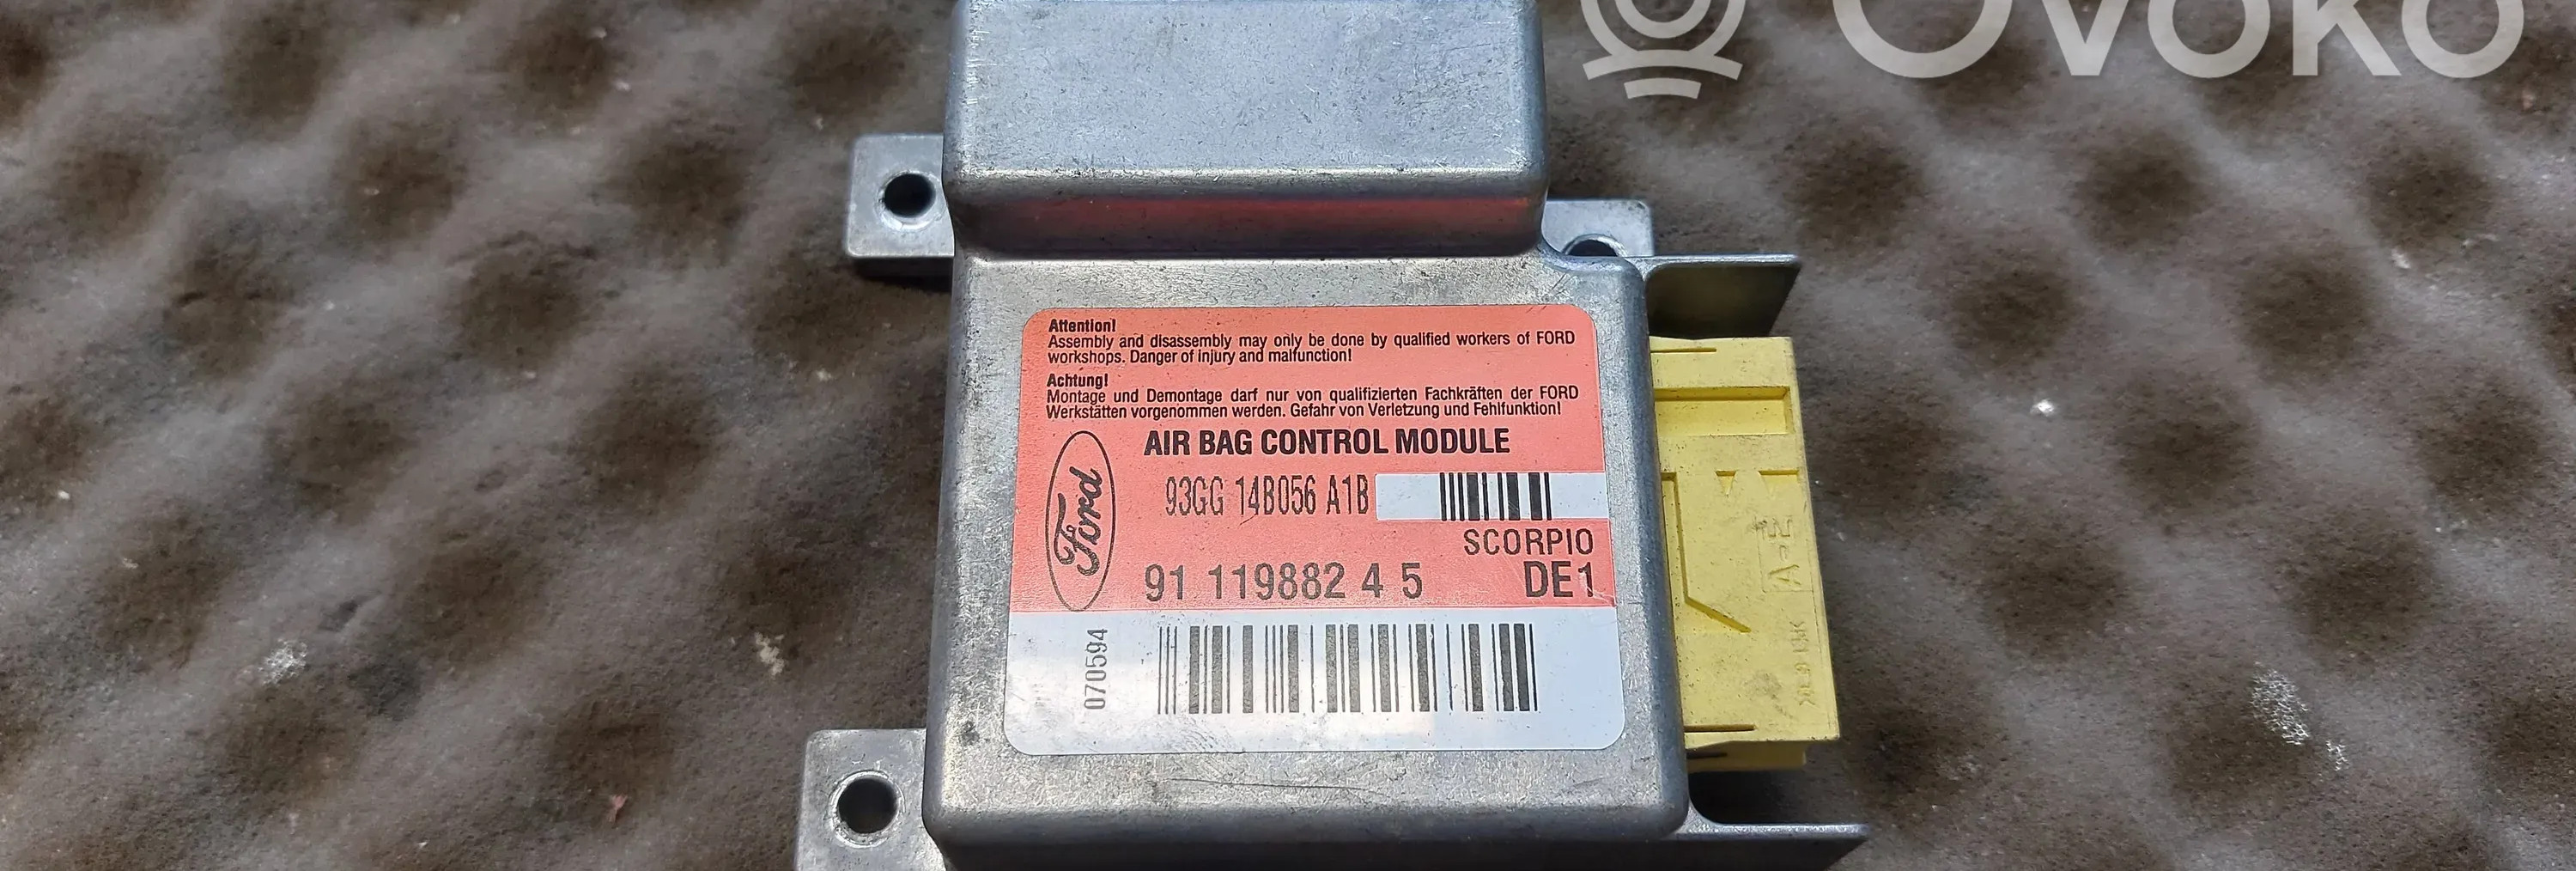 OVOKO
Attention!
Assembly and disassembly may only be done by qualified workers of FORD
workshops. Danger of injury and malfunction!
Achtung!
Montage und Demontage darf nur von qualifizierten Fachkräften der FORD
Werkstätten vorgenommen werden. Gefahr von Verletzung und Fehlfunktion!
AIR BAG CONTROL MODULE
93GG 14B056 A1B
Ford
SCORPIO
91 119882 4 5 DE1
070594
A-E